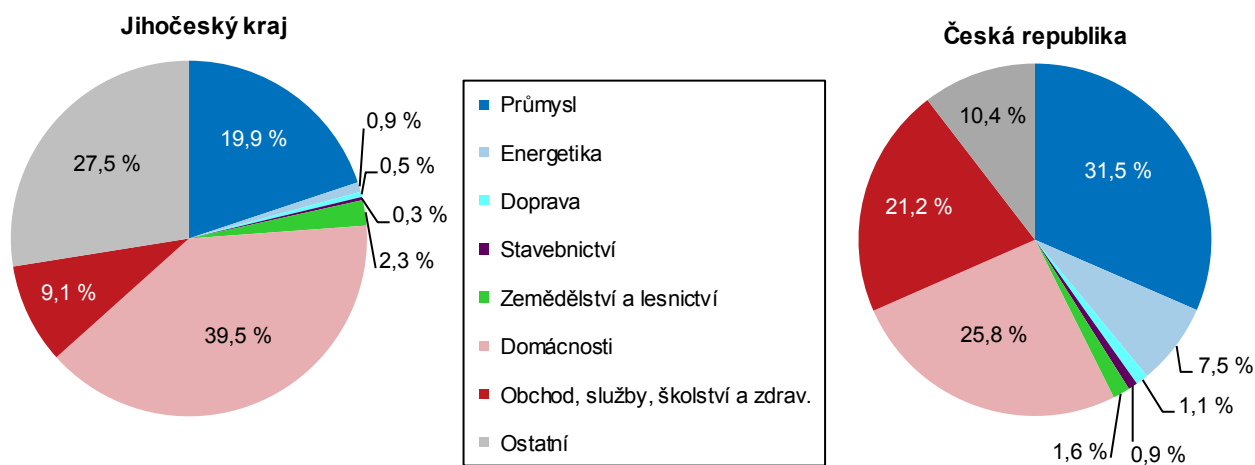 Jihočeský kraj
19,9 %
0,9 %
0,5 %
0,3 %
2,3 %
39,5 %
9,1 %
27,5 %
Průmysl
Energetika
Doprava
Stavebnictví
Zemědělství a lesnictví
Domácnosti
Obchod, služby, školství a zdrav.
Ostatní
Česká republika
31,5 %
7,5 %
1,1 %
0,9 %
1,6 %
25,8 %
21,2 %
10,4 %